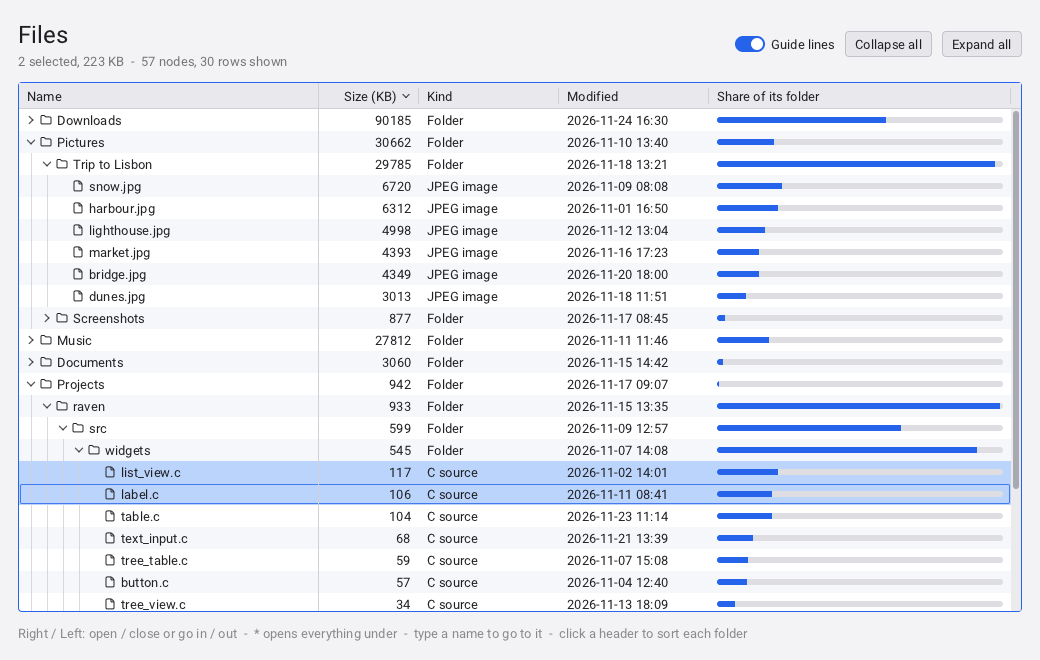 Files
2 selected, 223 KB - 57 nodes, 30 rows shown
Guide lines
Collapse all
Expand all
Name Size (KB) Kind Modified Share of its folder
Downloads 90185 Folder 2026-11-24 16:30
Pictures 30662 Folder 2026-11-10 13:40
Trip to Lisbon 29785 Folder 2026-11-18 13:21
snow.jpg 6720 JPEG image 2026-11-09 08:08
harbour.jpg 6312 JPEG image 2026-11-01 16:50
lighthouse.jpg 4998 JPEG image 2026-11-12 13:04
market.jpg 4393 JPEG image 2026-11-16 17:23
bridge.jpg 4349 JPEG image 2026-11-20 18:00
dunes.jpg 3013 JPEG image 2026-11-18 11:51
Screenshots 877 Folder 2026-11-17 08:45
Music 27812 Folder 2026-11-11 11:46
Documents 3060 Folder 2026-11-15 14:42
Projects 942 Folder 2026-11-17 09:07
raven 933 Folder 2026-11-15 13:35
src 599 Folder 2026-11-09 12:57
widgets 545 Folder 2026-11-07 14:08
list_view.c 117 C source 2026-11-02 14:01
label.c 106 C source 2026-11-11 08:41
table.c 104 C source 2026-11-23 11:14
text_input.c 68 C source 2026-11-21 13:39
tree_table.c 59 C source 2026-11-07 15:08
button.c 57 C source 2026-11-04 12:40
tree_view.c 34 C source 2026-11-13 18:09
Right / Left: open / close or go in / out - * opens everything under - type a name to go to it - click a header to sort each folder